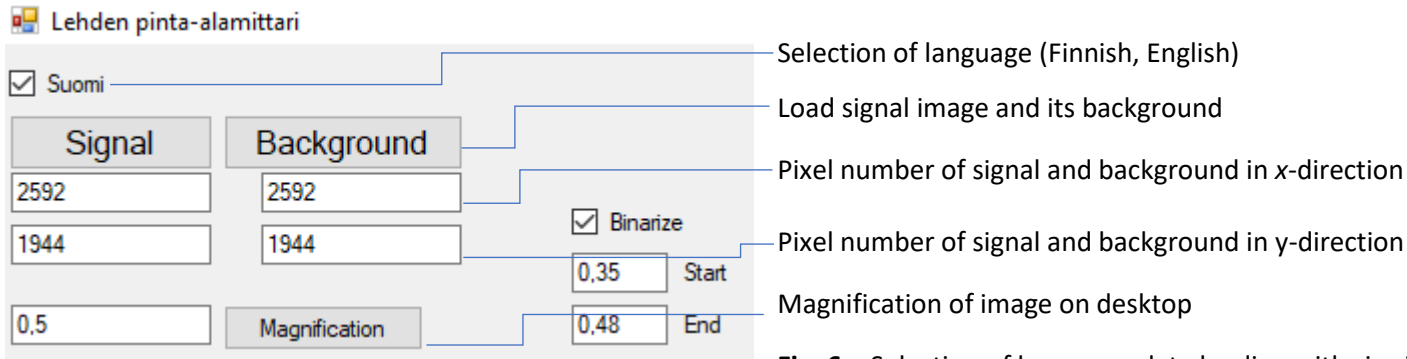 Lehden pinta-alamittari
Selection of language (Finnish, English)
Suomi
Load signal image and its background
Signal Background
Pixel number of signal and background in x-direction
2592 2592
Binarize
Pixel number of signal and background in y-direction
1944 1944
0,35 Start
Magnification of image on desktop
0,5 Magnification 0,48 End